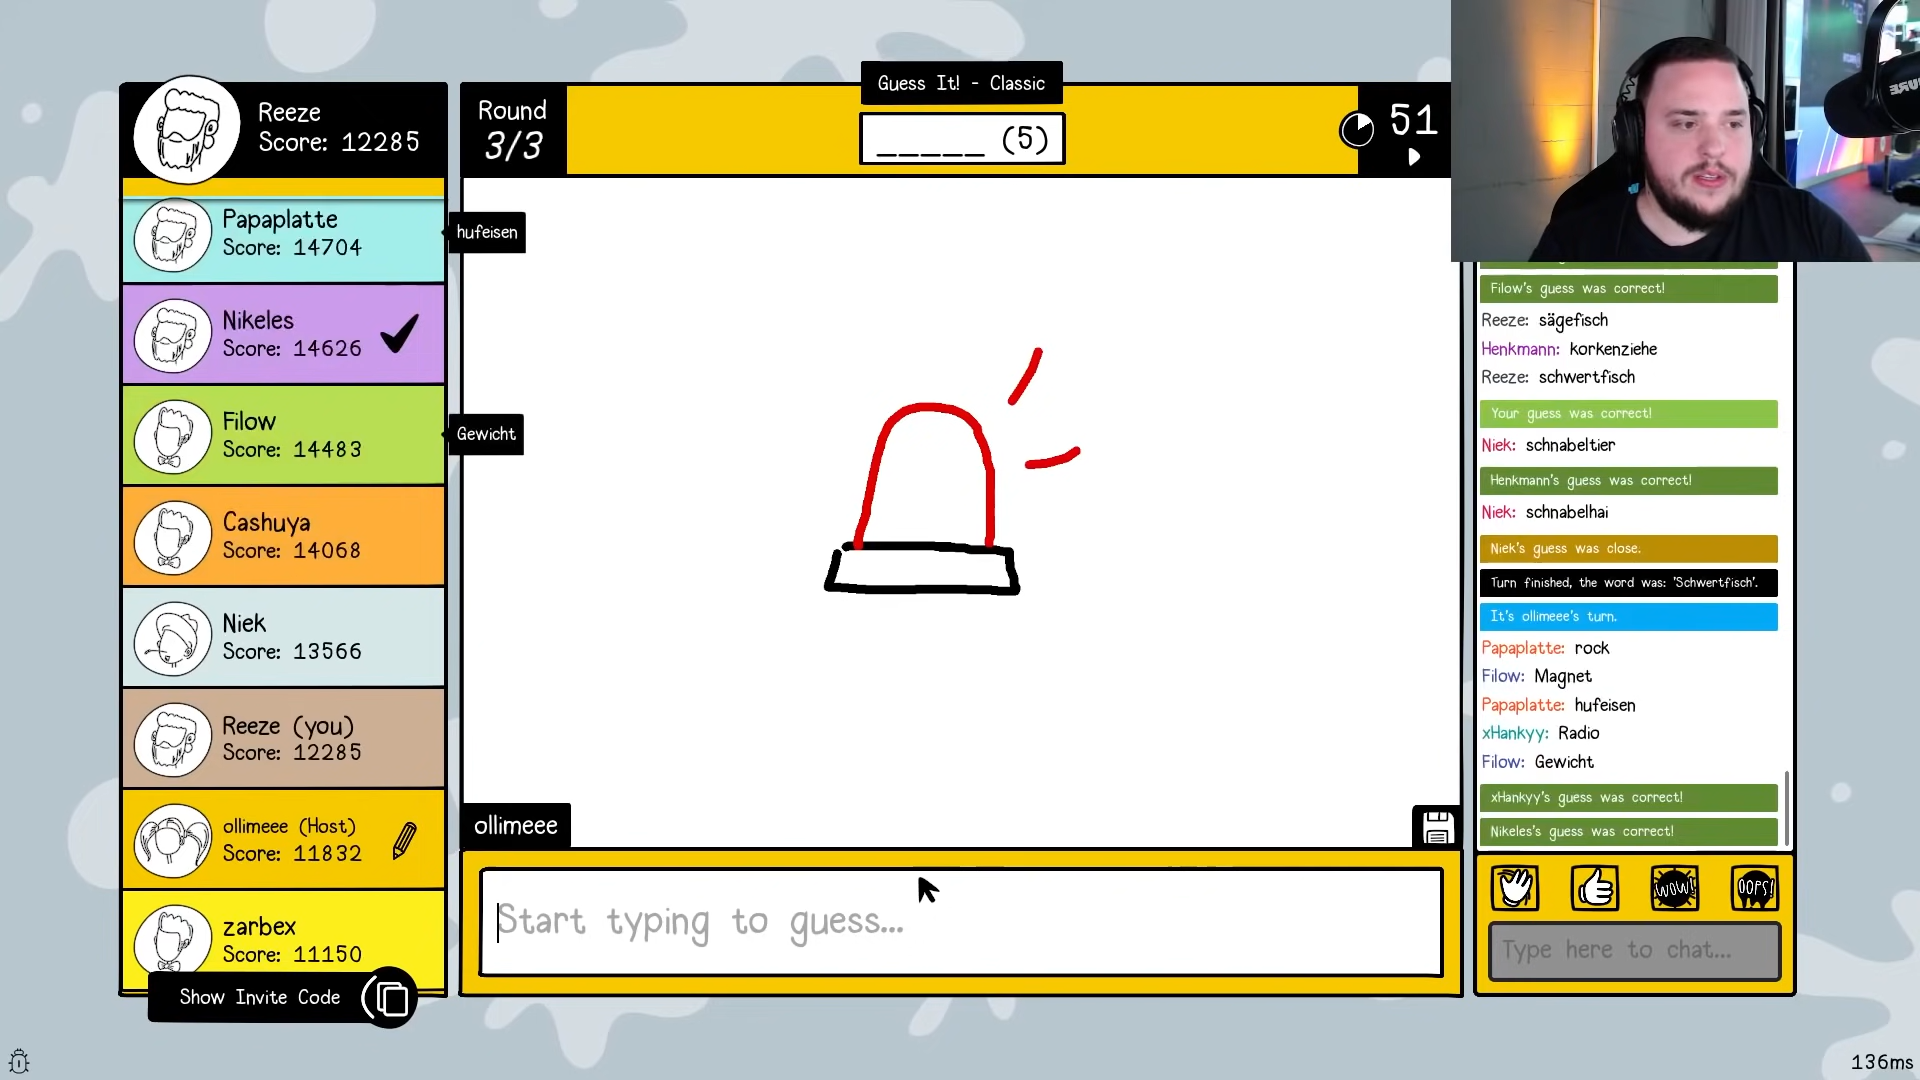 Guess It! - Classic
_____ (5)
Round
3/3
51
Reeze
Score: 12285
Papaplatte
Score: 14704
hufeisen
Nikeles
Score: 14626
Filow
Score: 14483
Gewicht
Cashuya
Score: 14068
Niek
Score: 13566
Reeze (you)
Score: 12285
ollimeee (Host)
Score: 11832
zarbex
Score: 11150
Show Invite Code
ollimeee
Start typing to guess...
Filow's guess was correct!
Reeze: sägefisch
Henkmann: korkenziehe
Reeze: schwertfisch
Your guess was correct!
Niek: schnabeltier
Henkmann's guess was correct!
Niek: schnabelhai
Niek's guess was close.
Turn finished, the word was: 'Schwertfisch'.
It's ollimeee's turn.
Papaplatte: rock
Filow: Magnet
Papaplatte: hufeisen
xHankyy: Radio
Filow: Gewicht
xHankyy's guess was correct!
Nikeles's guess was correct!
WOW!
OOPS!
Type here to chat...
136ms